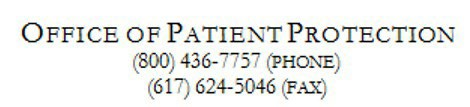 OFFICE OF PATIENT PROTECTION
(800) 436-7757 (PHONE)
(617) 624-5046 (FAX)